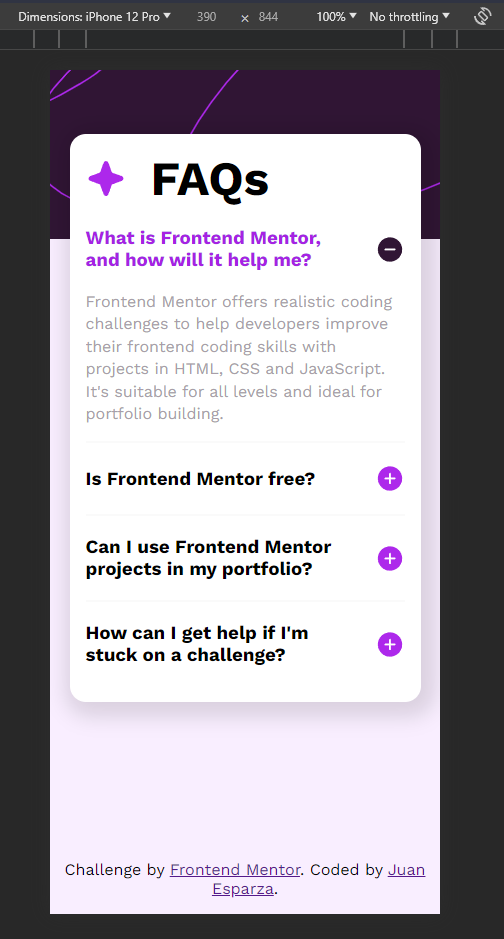 Dimensions: iPhone 12 Pro ▼ 390 × 844 100% ▼ No throttling ▼
FAQs
What is Frontend Mentor,
and how will it help me?
Frontend Mentor offers realistic coding
challenges to help developers improve
their frontend coding skills with
projects in HTML, CSS and JavaScript.
It's suitable for all levels and ideal for
portfolio building.
Is Frontend Mentor free?
Can I use Frontend Mentor
projects in my portfolio?
How can I get help if I'm
stuck on a challenge?
Challenge by Frontend Mentor. Coded by Juan
Esparza.